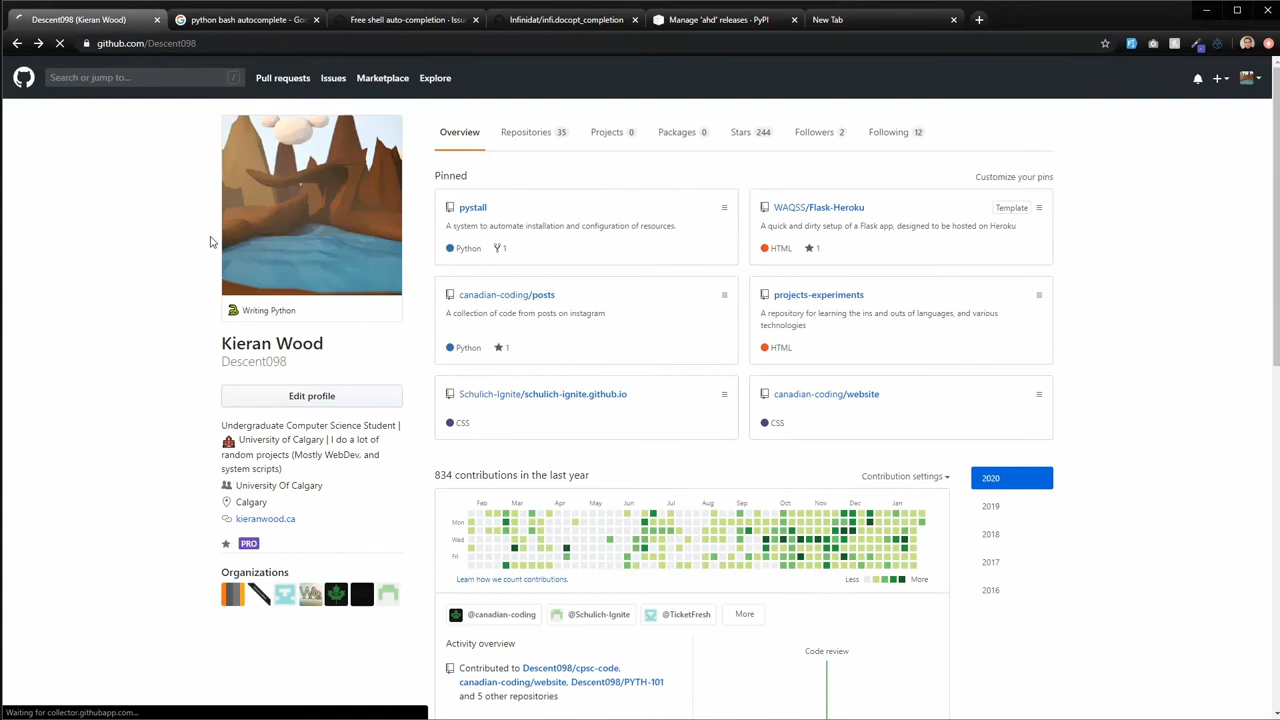 Descent098 (Kieran Wood)
python bash autocomplete - Go
Free shell auto-completion · Issu
Infinidat/infi.docopt_completion
Manage 'ahd' releases · PyPI
New Tab
github.com/Descent098
Search or jump to...
/
Pull requests
Issues
Marketplace
Explore
Overview
Repositories 35
Projects 0
Packages 0
Stars 244
Followers 2
Following 12
Pinned
Customize your pins
pystall
A system to automate installation and configuration of resources.
Python 1
WAQSS/Flask-Heroku
Template
A quick and dirty setup of a Flask app, designed to be hosted on Heroku
HTML 1
canadian-coding/posts
A collection of code from posts on instagram
Python 1
projects-experiments
A repository for learning the ins and outs of languages, and various
technologies
HTML
Schulich-Ignite/schulich-ignite.github.io
CSS
canadian-coding/website
CSS
Writing Python
Kieran Wood
Descent098
Edit profile
Undergraduate Computer Science Student |
University of Calgary | I do a lot of
random projects (Mostly WebDev, and
system scripts)
University Of Calgary
Calgary
kieranwood.ca
PRO
Organizations
834 contributions in the last year
Contribution settings
2020
2019
2018
2017
2016
Feb Mar Apr May Jun Jul Aug Sep Oct Nov Dec Jan
Mon
Wed
Fri
Learn how we count contributions.
Less More
@canadian-coding
@Schulich-Ignite
@TicketFresh
More
Activity overview
Contributed to Descent098/cpsc-code,
canadian-coding/website, Descent098/PYTH-101
and 5 other repositories
Code review
Waiting for collector.githubapp.com...